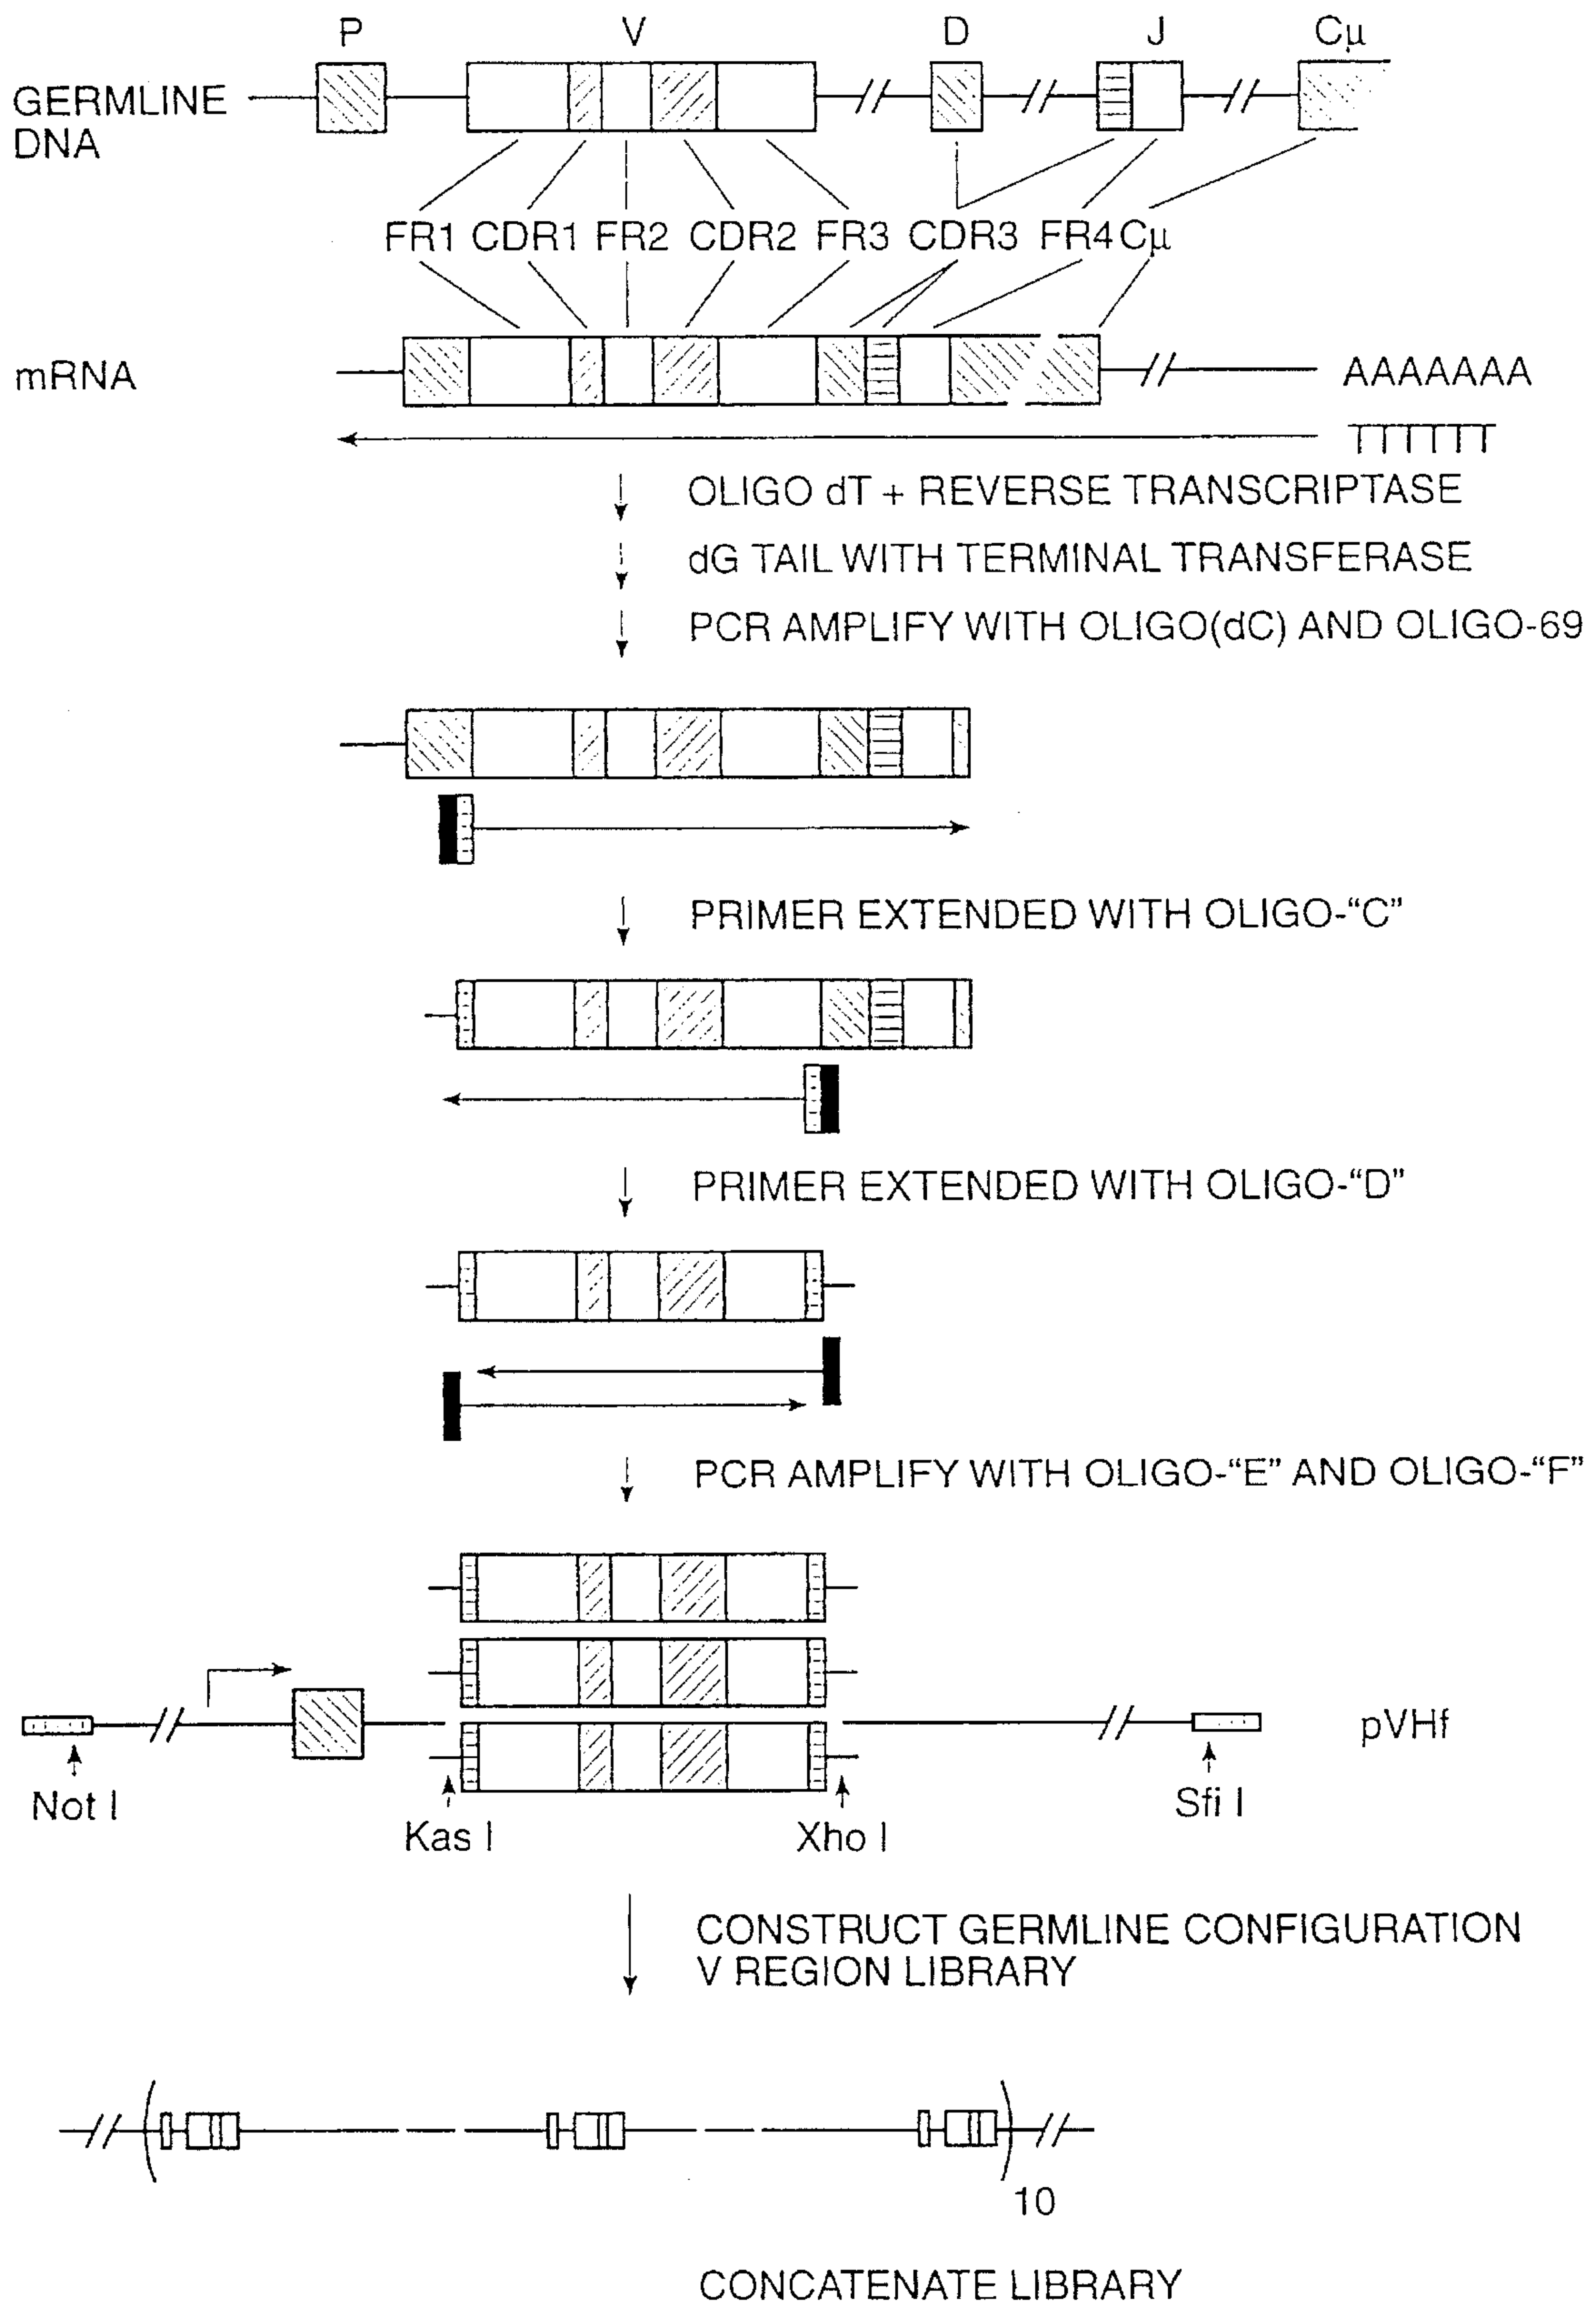 P V D J Cμ
GERMLINE
DNA
FR1 CDR1 FR2 CDR2 FR3 CDR3 FR4 Cμ
mRNA
AAAAAAA
TTTTTT
OLIGO dT + REVERSE TRANSCRIPTASE
dG TAIL WITH TERMINAL TRANSFERASE
PCR AMPLIFY WITH OLIGO(dC) AND OLIGO-69
PRIMER EXTENDED WITH OLIGO-“C”
PRIMER EXTENDED WITH OLIGO-“D”
PCR AMPLIFY WITH OLIGO-“E” AND OLIGO-“F”
pVHf
Not I
Kas I
Xho I
Sfi I
CONSTRUCT GERMLINE CONFIGURATION
V REGION LIBRARY
10
CONCATENATE LIBRARY